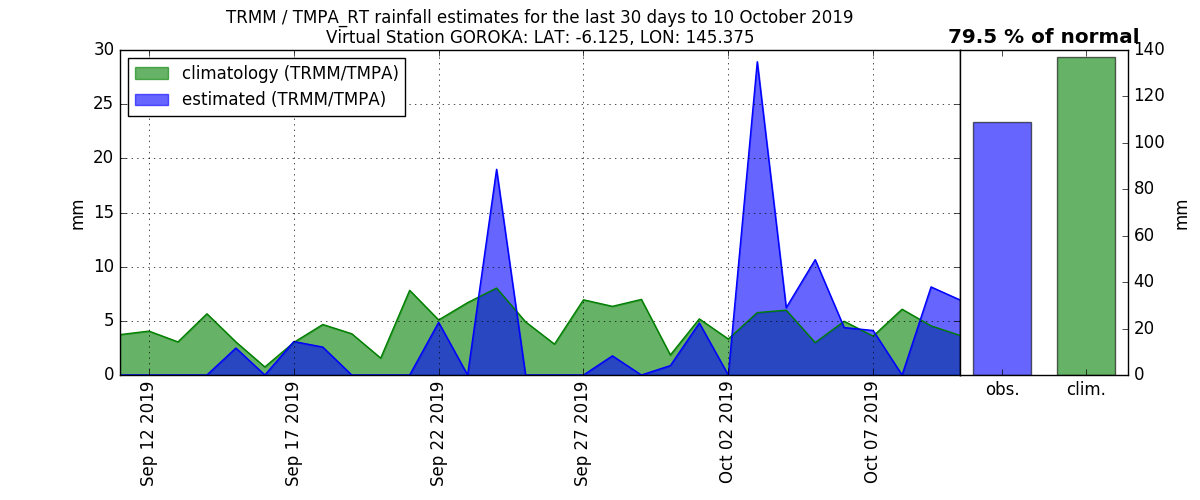 TRMM / TMPA_RT rainfall estimates for the last 30 days to 10 October 2019
Virtual Station GOROKA: LAT: -6.125, LON: 145.375
79.5 % of normal
climatology (TRMM/TMPA)
estimated (TRMM/TMPA)
30
25
20
15
10
5
0
mm
Sep 12 2019
Sep 17 2019
Sep 22 2019
Sep 27 2019
Oct 02 2019
Oct 07 2019
obs.
clim.
140
120
100
80
60
40
20
0
mm